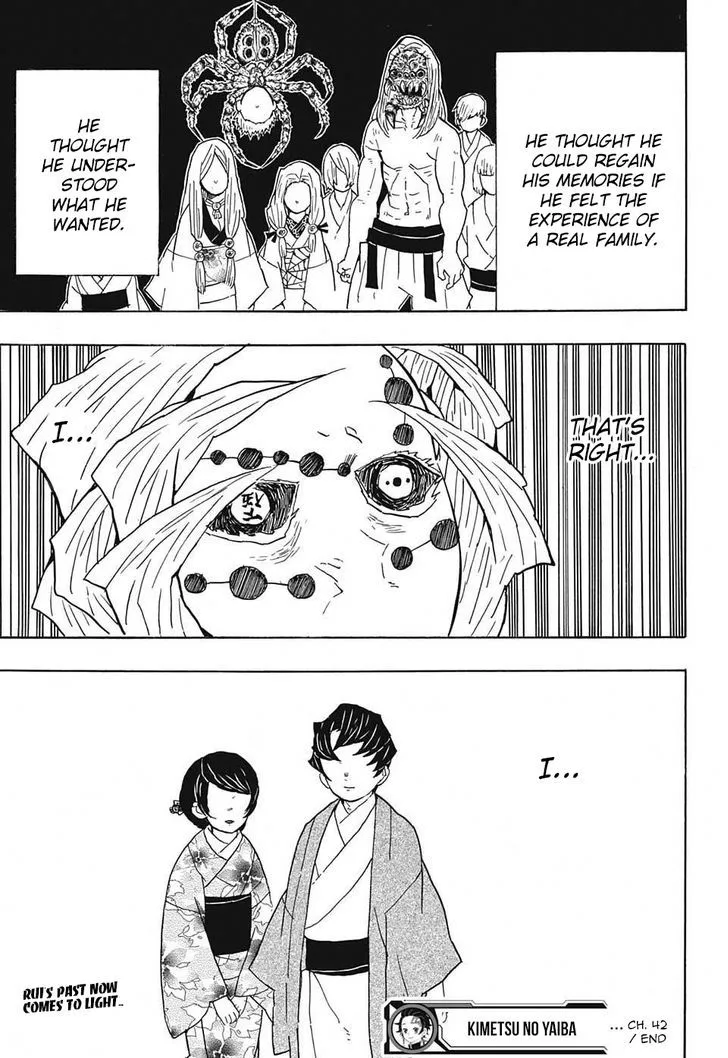 HE THOUGHT HE
COULD REGAIN
HIS MEMORIES IF
HE FELT THE
EXPERIENCE OF
A REAL FAMILY.
HE
THOUGHT
HE UNDER-
STOOD
WHAT HE
WANTED.
THAT'S
RIGHT...
I...
下
I...
RUI'S PAST NOW
COMES TO LIGHT..
KIMETSU NO YAIBA
... CH. 42
/ END